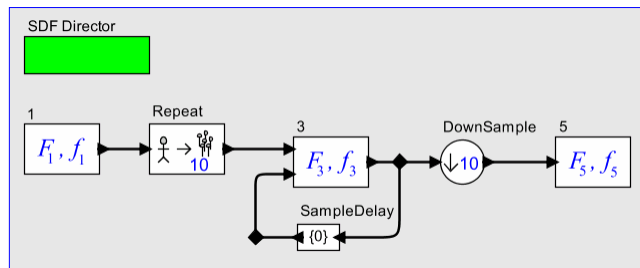 SDF Director
1
Repeat
3
DownSample
5
F₁, f₁
10
F₃, f₃
↓10
F₅, f₅
SampleDelay
{0}